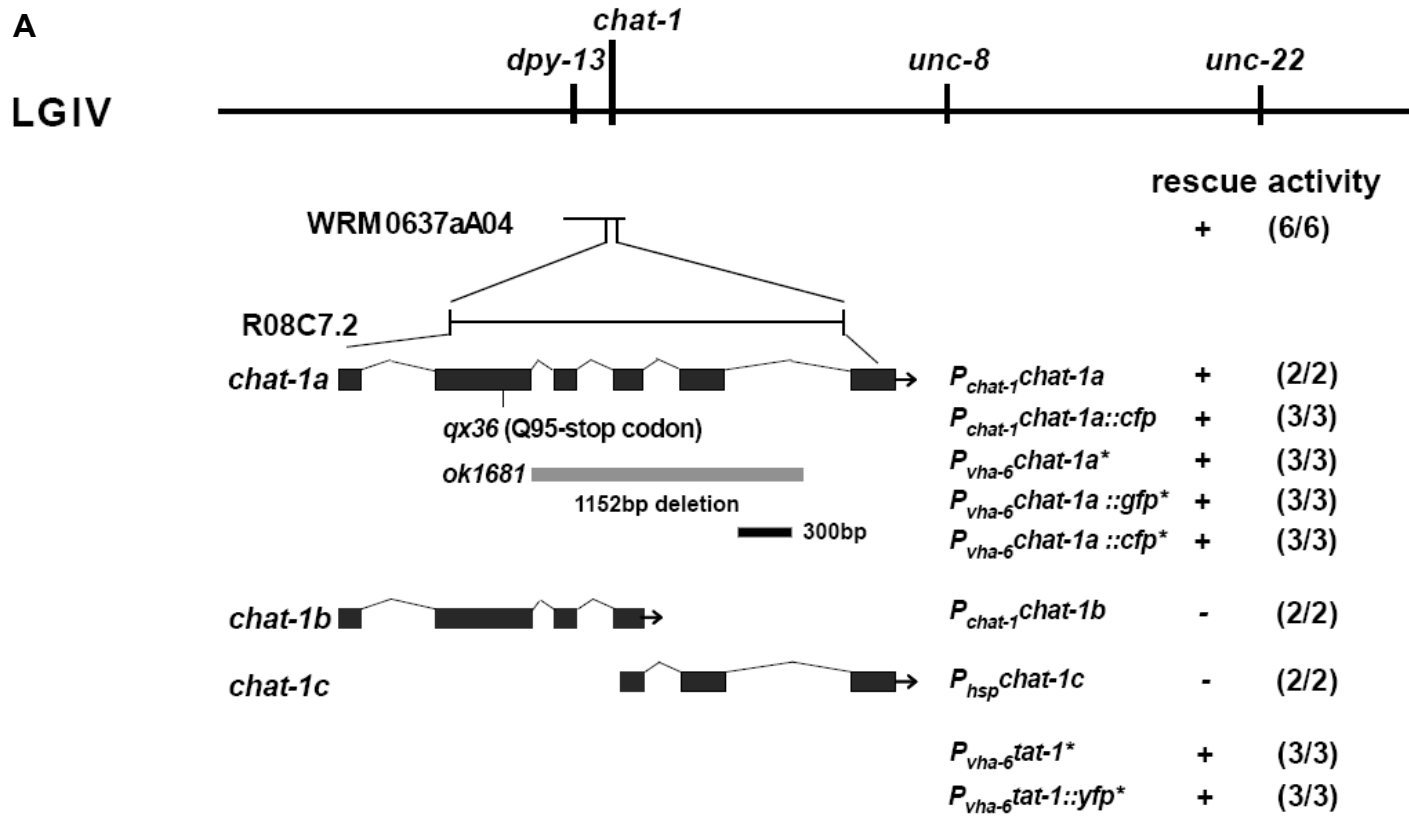 A
chat-1
dpy-13
unc-8
unc-22
LGIV
rescue activity
WRM0637aA04
+ (6/6)
R08C7.2
chat-1a
Pchat-1chat-1a + (2/2)
qx36 (Q95-stop codon)
Pchat-1chat-1a::cfp + (3/3)
ok1681
Pvha-6chat-1a* + (3/3)
1152bp deletion
Pvha-6chat-1a ::gfp* + (3/3)
300bp
Pvha-6chat-1a ::cfp* + (3/3)
chat-1b
Pchat-1chat-1b - (2/2)
chat-1c
Phspchat-1c - (2/2)
Pvha-6tat-1* + (3/3)
Pvha-6tat-1::yfp* + (3/3)